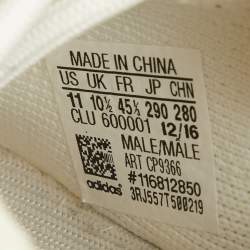 MADE IN CHINA
US UK FR JP CHN
11 10½ 45⅓ 290 280
CLU 600001 12/16
MALE/MALE
ART CP9366
#116812850
adidas 3RJ557T500219